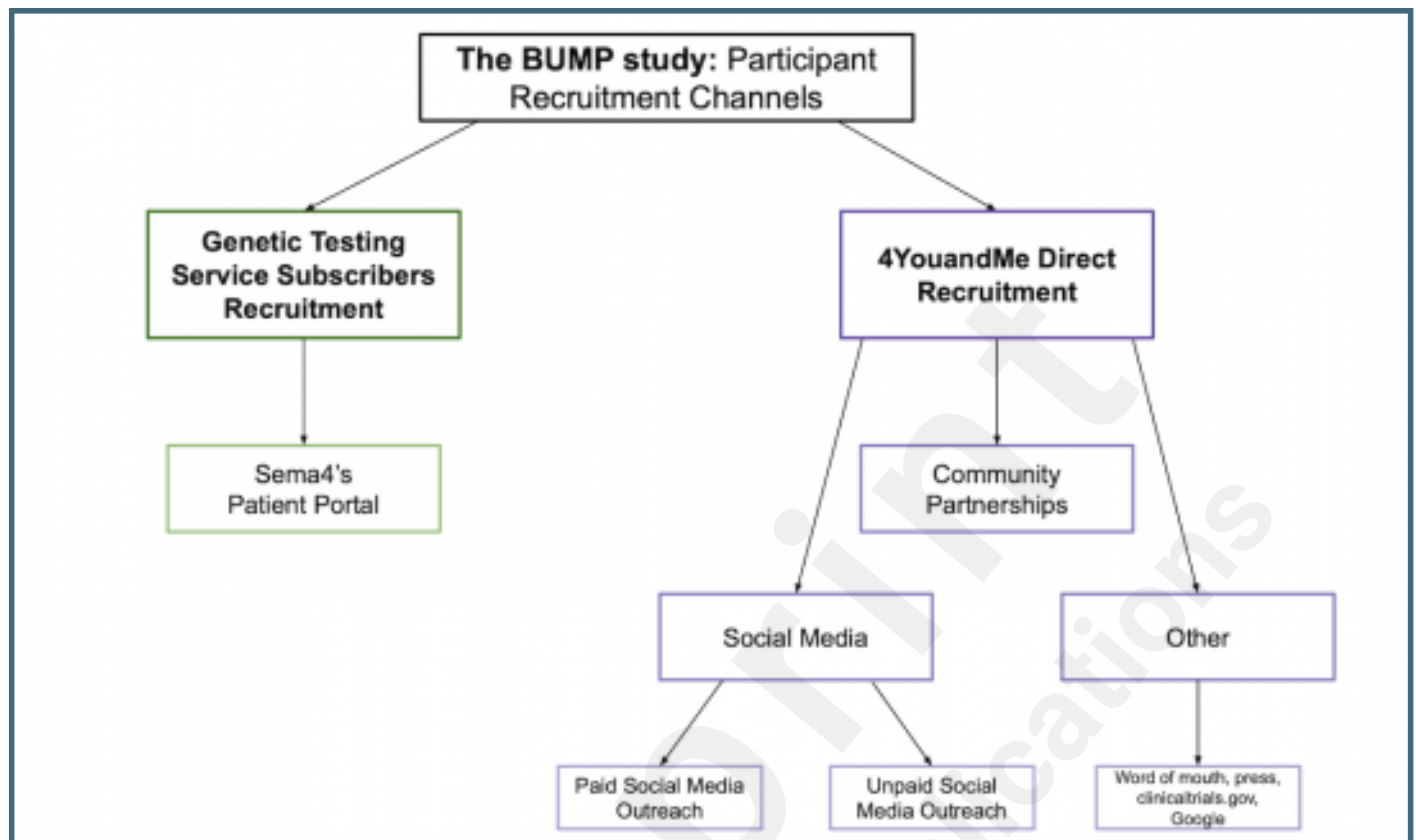 The BUMP study: Participant
Recruitment Channels
Genetic Testing
Service Subscribers
Recruitment
4YouandMe Direct
Recruitment
Sema4's
Patient Portal
Community
Partnerships
Social Media
Other
Paid Social Media
Outreach
Unpaid Social
Media Outreach
Word of mouth, press,
clinicaltrials.gov,
Google